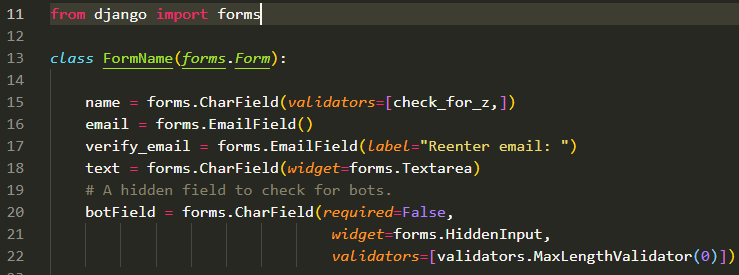 11 from django import forms
12
13 class FormName(forms.Form):
14
15     name = forms.CharField(validators=[check_for_z,])
16     email = forms.EmailField()
17     verify_email = forms.EmailField(label="Reenter email: ")
18     text = forms.CharField(widget=forms.Textarea)
19     # A hidden field to check for bots.
20     botField = forms.CharField(required=False,
21                                widget=forms.HiddenInput,
22                                validators=[validators.MaxLengthValidator(0)])